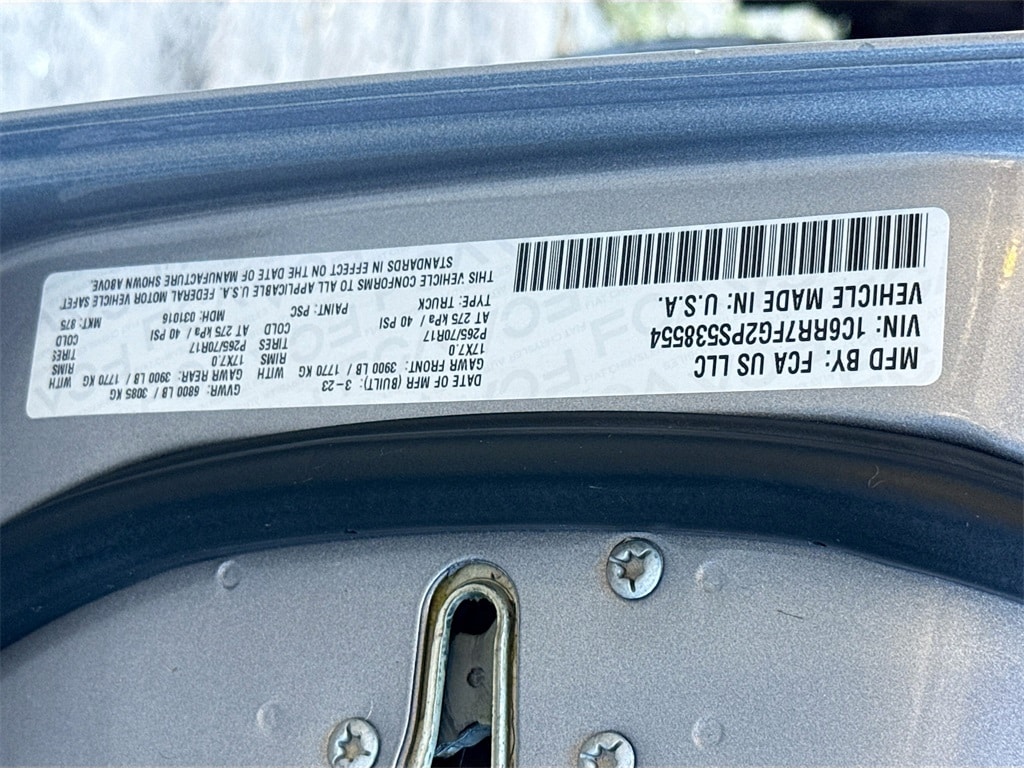 MFD BY: FCA US LLC
VIN: 1C6RR7FG2PS538554
VEHICLE MADE IN: U.S.A.
DATE OF MFR (BUILT): 3-23
GAWR FRONT: 3900 LB / 1770 KG WITH
17X7.0 RIMS
P265/70R17 TIRES
AT 275 kPa / 40 PSI COLD
TYPE: TRUCK PAINT: PSC
GVWR: 6800 LB / 3085 KG
GAWR REAR: 3900 LB / 1770 KG WITH
17X7.0 RIMS
P265/70R17 TIRES
AT 275 kPa / 40 PSI COLD
MDH: 031016 MKT: 875
THIS VEHICLE CONFORMS TO ALL APPLICABLE U.S.A. FEDERAL MOTOR VEHICLE SAFETY
STANDARDS IN EFFECT ON THE DATE OF MANUFACTURE SHOWN ABOVE.